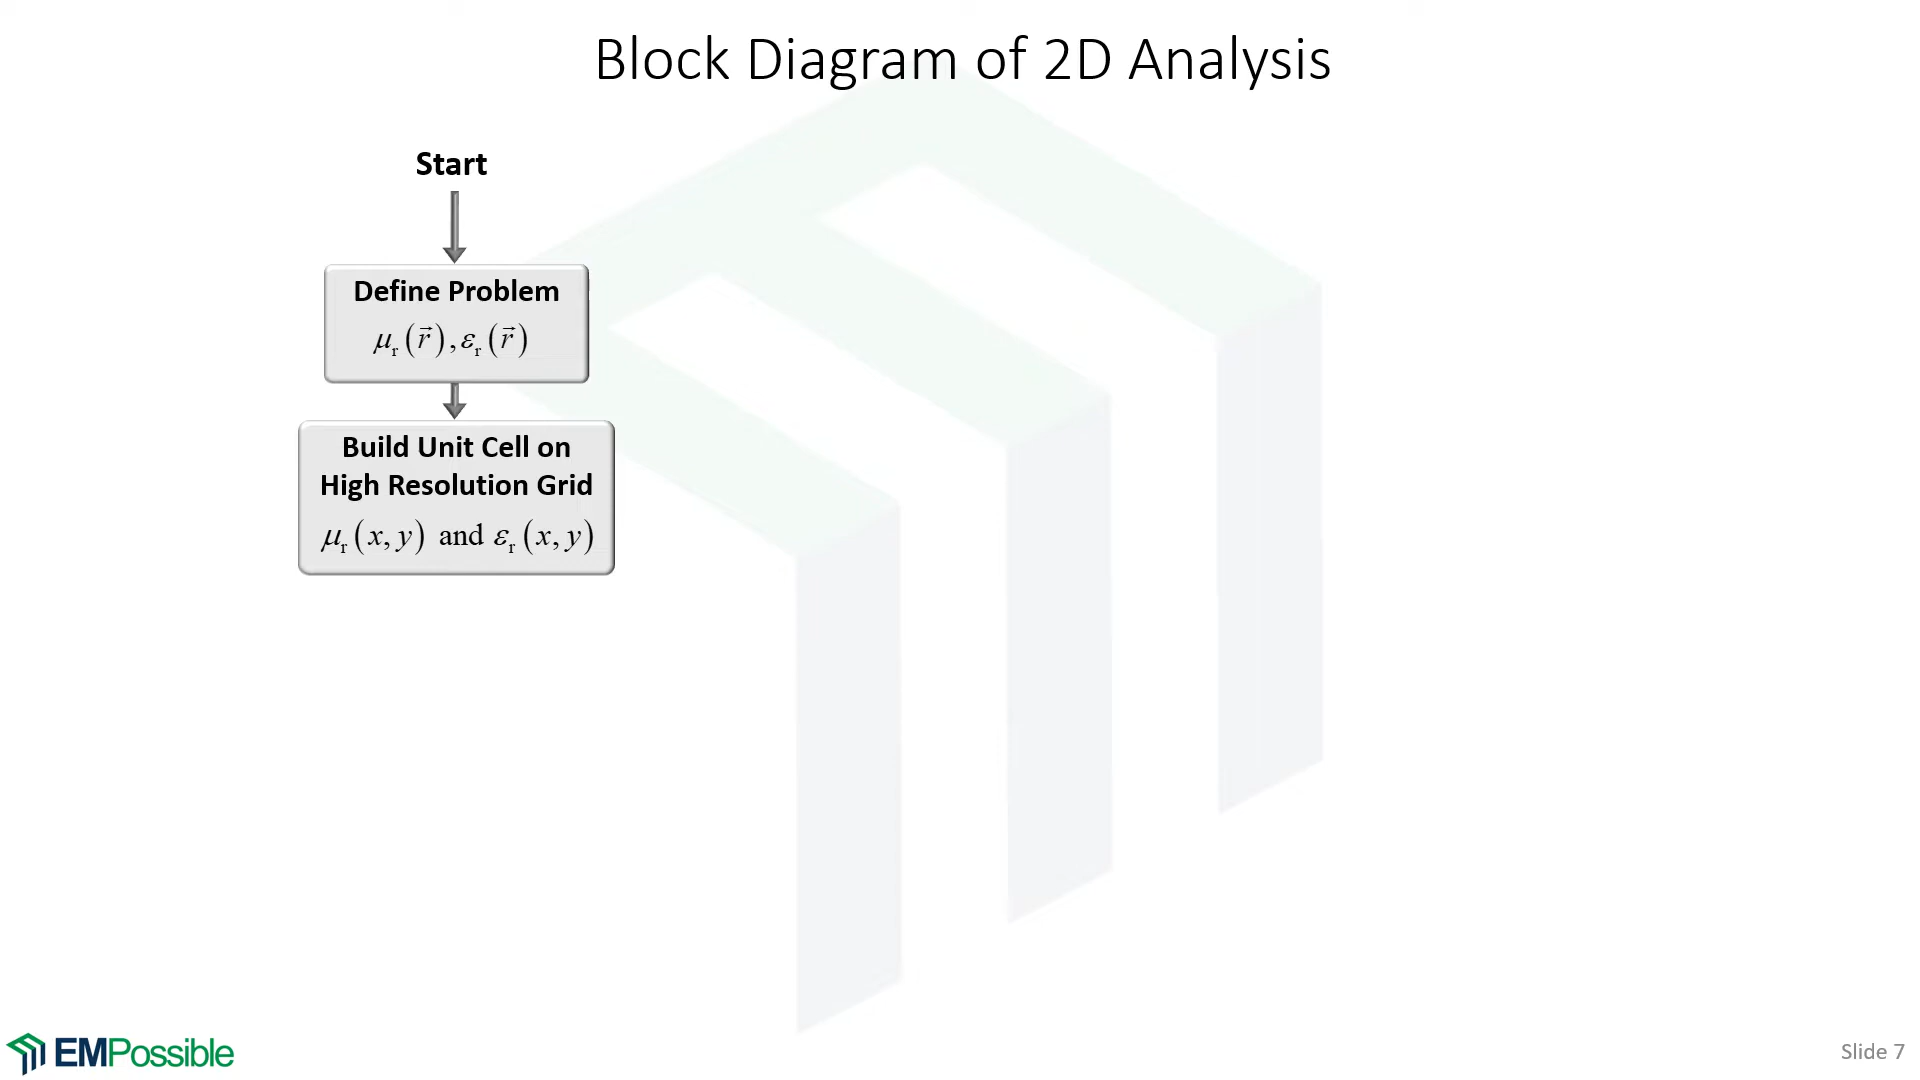 Block Diagram of 2D Analysis
Start
Define Problem
μr(r⃗),εr(r⃗)
Build Unit Cell on
High Resolution Grid
μr(x,y) and εr(x,y)
EMPossible
Slide 7